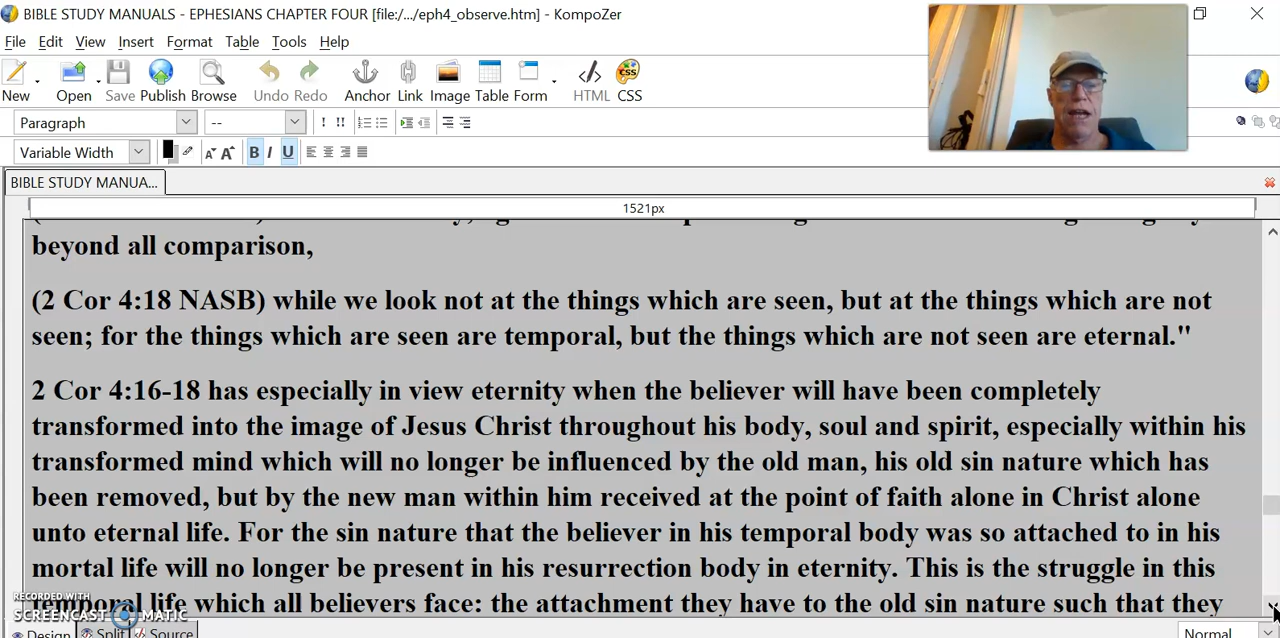 BIBLE STUDY MANUALS - EPHESIANS CHAPTER FOUR [file:/.../eph4_observe.htm] - KompoZer
File Edit View Insert Format Table Tools Help
New Open Save Publish Browse Undo Redo Anchor Link Image Table Form HTML CSS
Paragraph --
Variable Width B I U
BIBLE STUDY MANUA...
1521px
beyond all comparison,
(2 Cor 4:18 NASB) while we look not at the things which are seen, but at the things which are not
seen; for the things which are seen are temporal, but the things which are not seen are eternal."
2 Cor 4:16-18 has especially in view eternity when the believer will have been completely
transformed into the image of Jesus Christ throughout his body, soul and spirit, especially within his
transformed mind which will no longer be influenced by the old man, his old sin nature which has
been removed, but by the new man within him received at the point of faith alone in Christ alone
unto eternal life. For the sin nature that the believer in his temporal body was so attached to in his
mortal life will no longer be present in his resurrection body in eternity. This is the struggle in this
life which all believers face: the attachment they have to the old sin nature such that they
RECORDED WITH
SCREENCAST MATIC
Design Split Source
Normal